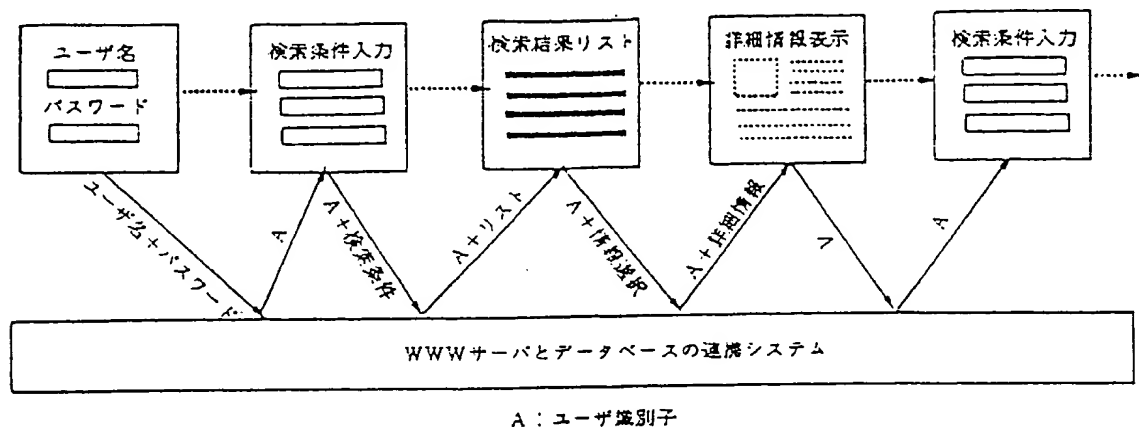 ユーザ名
パスワード
検索条件入力
検索結果リスト
詳細情報表示
検索条件入力
ユーザ名+パスワード
A
A+検索条件
A+リスト
A+情報選択
A+詳細情報
A
A
WWWサーバとデータベースの連携システム
A:ユーザ識別子